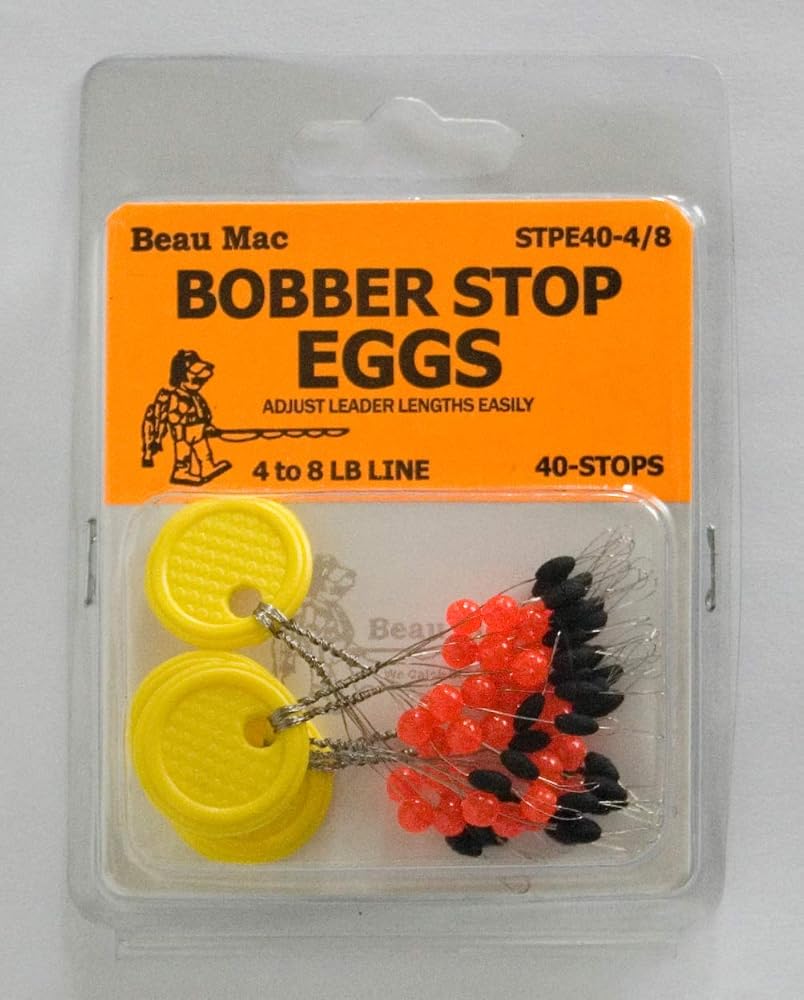 Beau Mac STPE40-4/8
BOBBER STOP
EGGS
ADJUST LEADER LENGTHS EASILY
4 to 8 LB LINE 40-STOPS
Beau
We